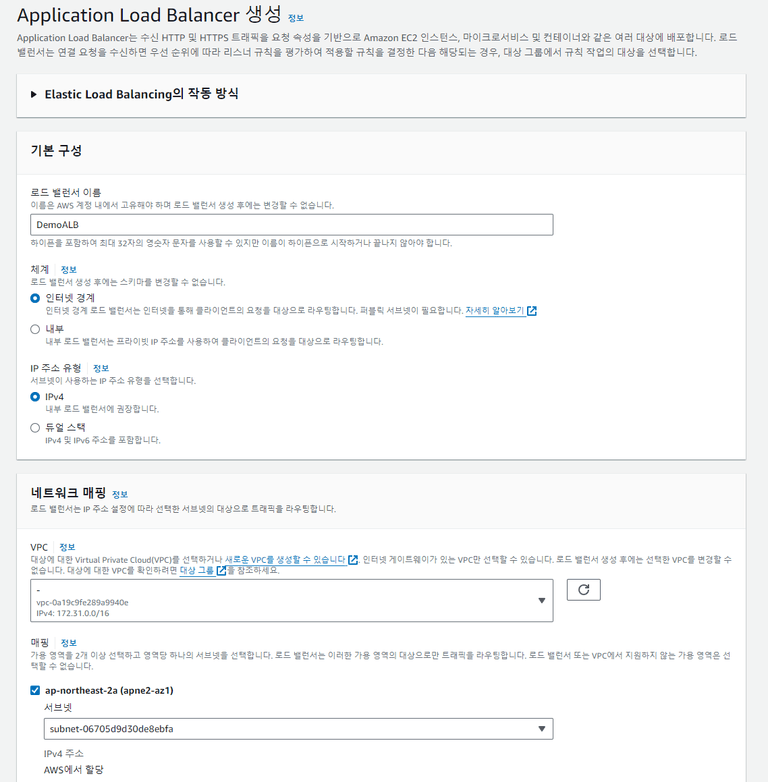 Application Load Balancer 생성 정보
Application Load Balancer는 수신 HTTP 및 HTTPS 트래픽을 요청 속성을 기반으로 Amazon EC2 인스턴스, 마이크로서비스 및 컨테이너와 같은 여러 대상에 배포합니다. 로드
밸런서는 연결 요청을 수신하면 우선 순위에 따라 리스너 규칙을 평가하여 적용할 규칙을 결정한 다음 해당되는 경우, 대상 그룹에서 규칙 작업의 대상을 선택합니다.
Elastic Load Balancing의 작동 방식
기본 구성
로드 밸런서 이름
이름은 AWS 계정 내에서 고유해야 하며 로드 밸런서 생성 후에는 변경할 수 없습니다.
DemoALB
하이픈을 포함하여 최대 32자의 영숫자 문자를 사용할 수 있지만 이름이 하이픈으로 시작하거나 끝나지 않아야 합니다.
체계 정보
로드 밸런서 생성 후에는 스키마를 변경할 수 없습니다.
인터넷 경계
인터넷 경계 로드 밸런서는 인터넷을 통해 클라이언트의 요청을 대상으로 라우팅합니다. 퍼블릭 서브넷이 필요합니다. 자세히 알아보기
내부
내부 로드 밸런서는 프라이빗 IP 주소를 사용하여 클라이언트의 요청을 대상으로 라우팅합니다.
IP 주소 유형 정보
서브넷이 사용하는 IP 주소 유형을 선택합니다.
IPv4
내부 로드 밸런서에 권장합니다.
듀얼 스택
IPv4 및 IPv6 주소를 포함합니다.
네트워크 매핑 정보
로드 밸런서는 IP 주소 설정에 따라 선택한 서브넷의 대상으로 트래픽을 라우팅합니다.
VPC 정보
대상에 대한 Virtual Private Cloud(VPC)를 선택하거나 새로운 VPC를 생성할 수 있습니다. 인터넷 게이트웨이가 있는 VPC만 선택할 수 있습니다. 로드 밸런서 생성 후에는 선택한 VPC를 변경할 수
없습니다. 대상에 대한 VPC를 확인하려면 대상 그룹를 참조하세요.
-
vpc-0a19c9fe289a9940e
IPv4: 172.31.0.0/16
매핑 정보
가용 영역을 2개 이상 선택하고 영역당 하나의 서브넷을 선택합니다. 로드 밸런서는 이러한 가용 영역의 대상으로만 트래픽을 라우팅합니다. 로드 밸런서 또는 VPC에서 지원하지 않는 가용 영역은 선
택할 수 없습니다.
ap-northeast-2a (apne2-az1)
서브넷
subnet-06705d9d30de8ebfa
IPv4 주소
AWS에서 할당